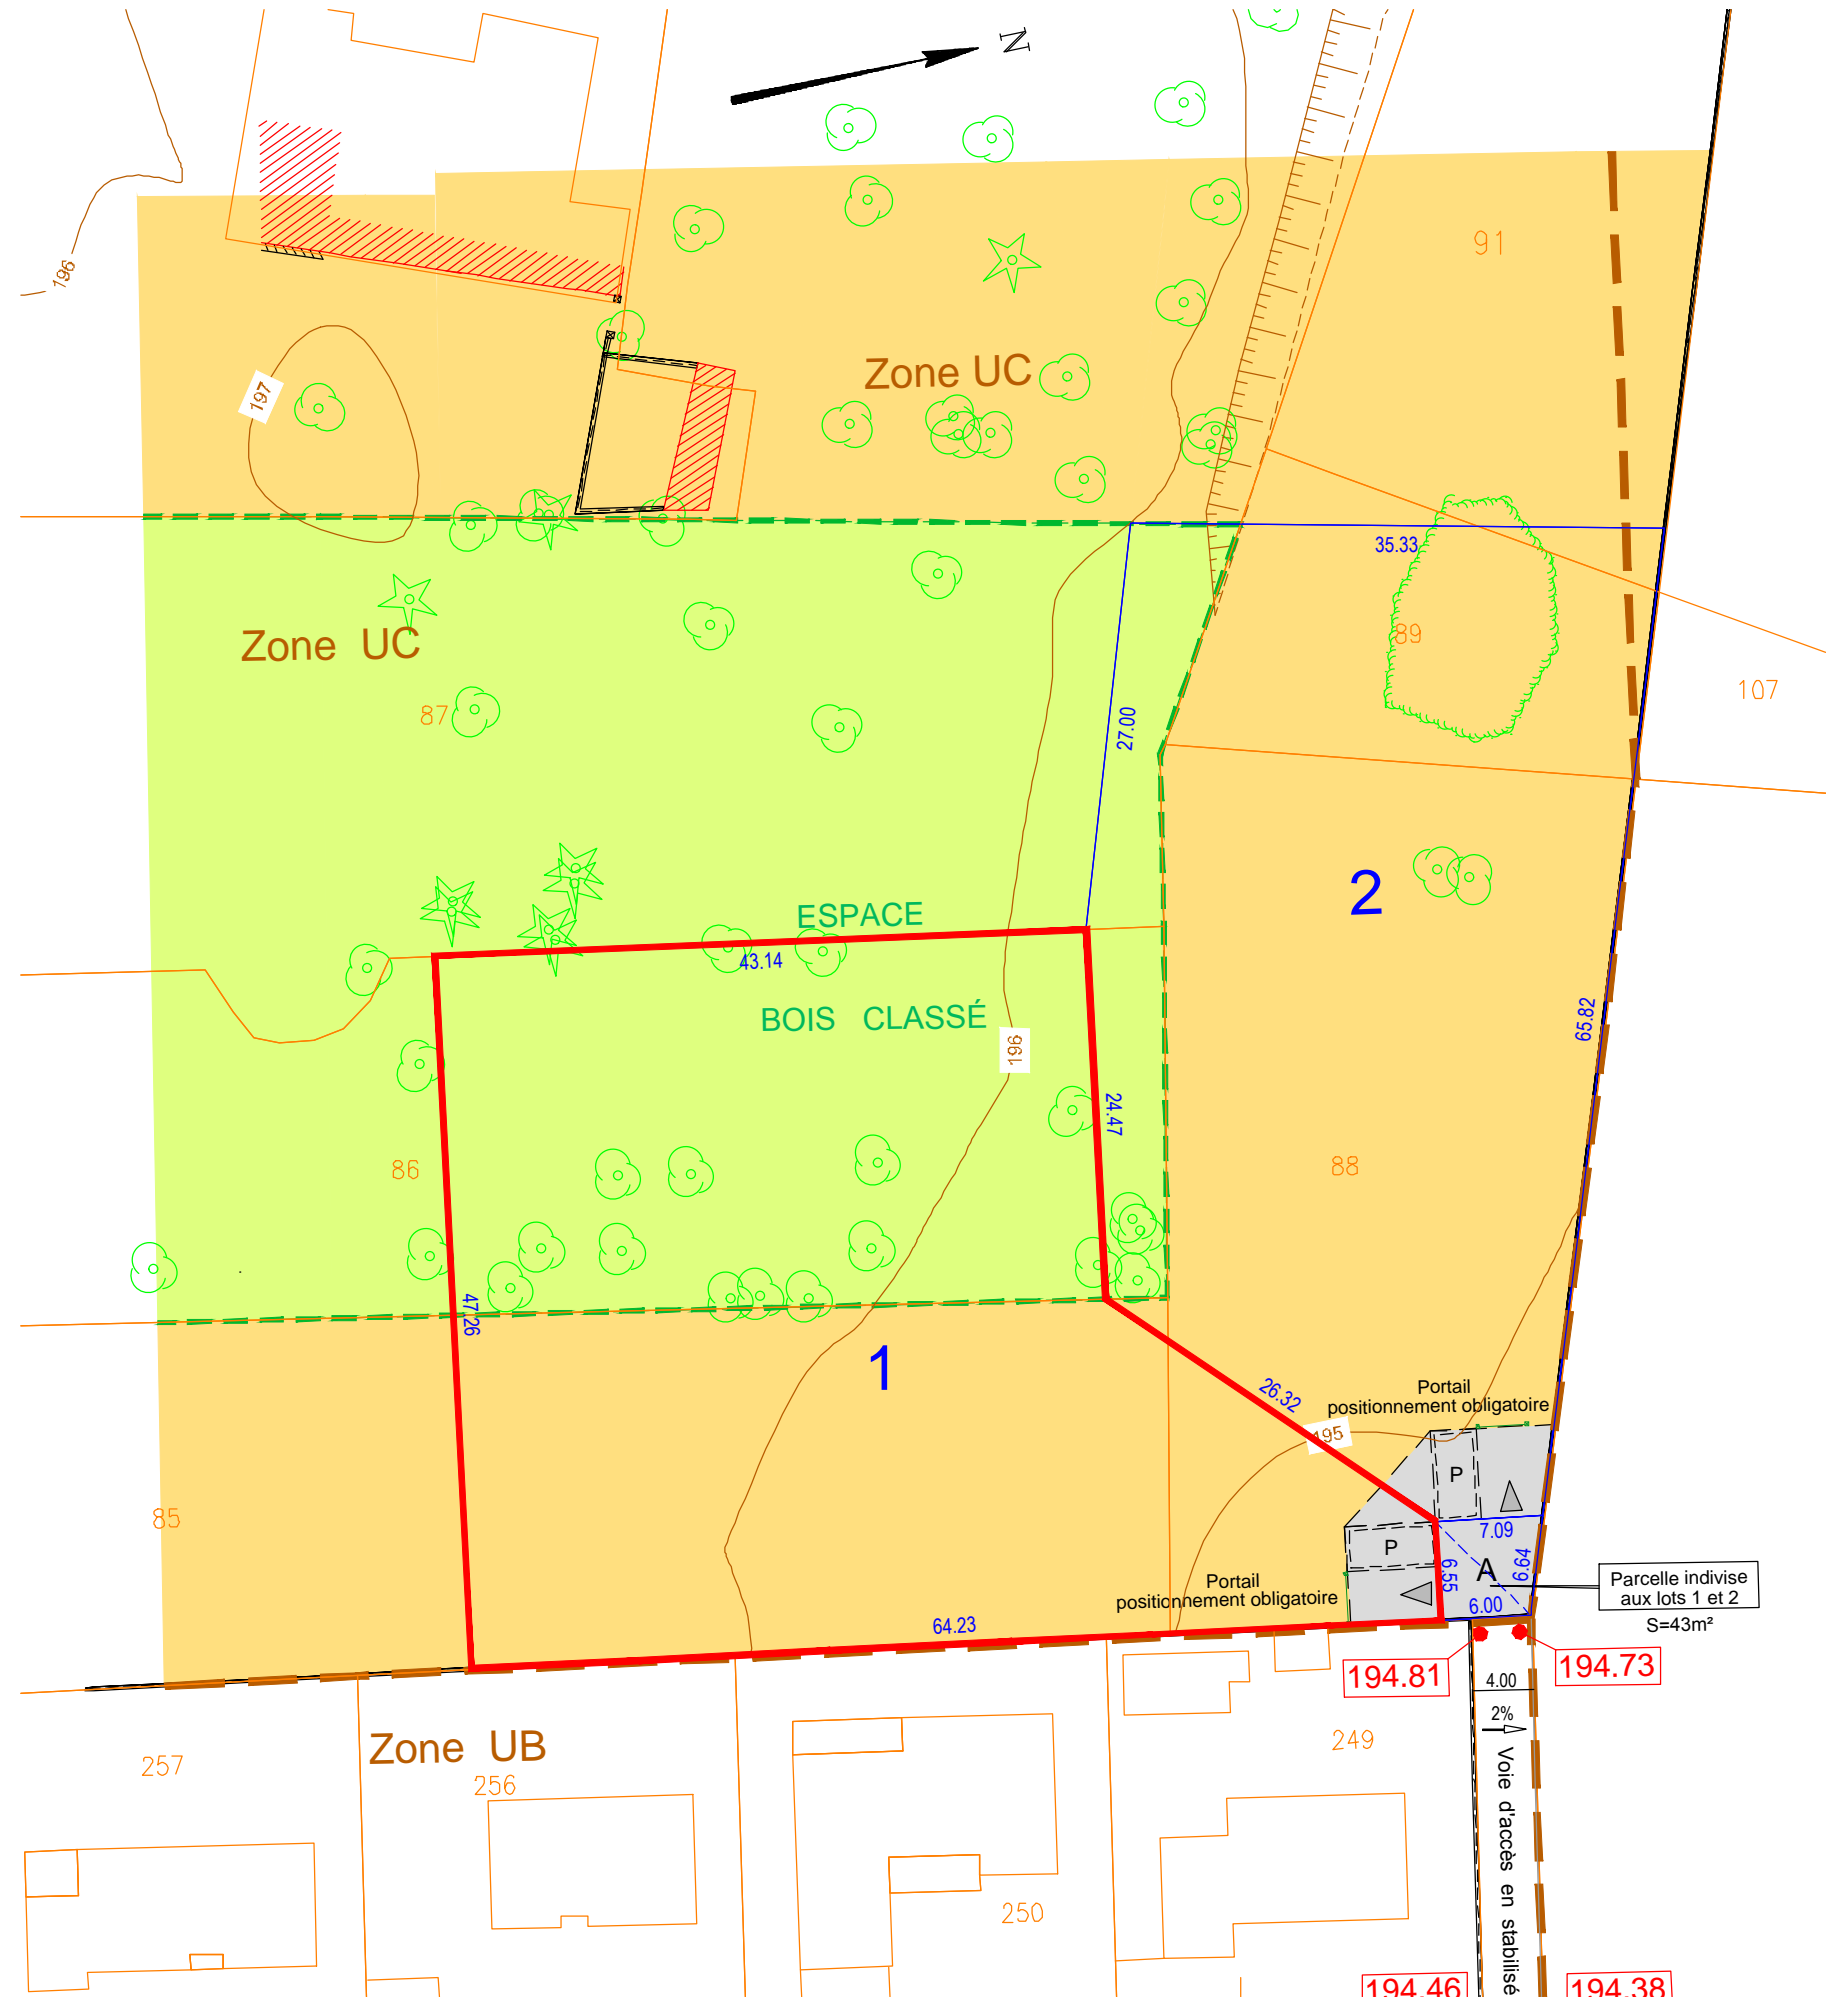 N
196
91
197
Zone UC
35.33
89
Zone UC
107
87
27.00
2
ESPACE
43.14
65.82
BOIS CLASSÉ
196
24.47
86
88
47.26
1
26.32
Portail
positionnement obligatoire
195
P
85
7.09
P
A
6.55
6.64
Portail
positionnement obligatoire
Parcelle indivise
aux lots 1 et 2
S=43m²
6.00
64.23
194.81
194.73
4.00
2%
Zone UB
257
256
249
250
Voie d'accès en stabilisé
194.46
194.38